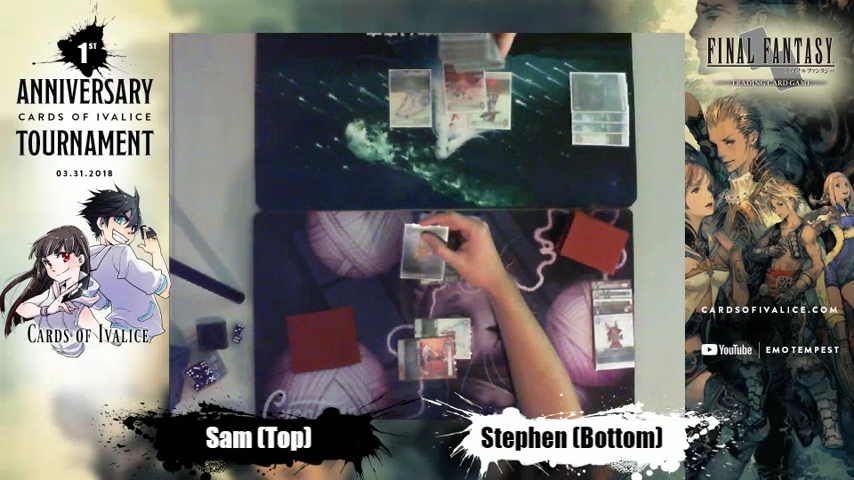 1ST
ANNIVERSARY
CARDS OF IVALICE
TOURNAMENT
03.31.2018
CARDS OF IVALICE
FINAL FANTASY
TRADING CARD GAME
CARDSOFIVALICE.COM
YouTube | EMOTEMPEST
Sam (Top)
Stephen (Bottom)